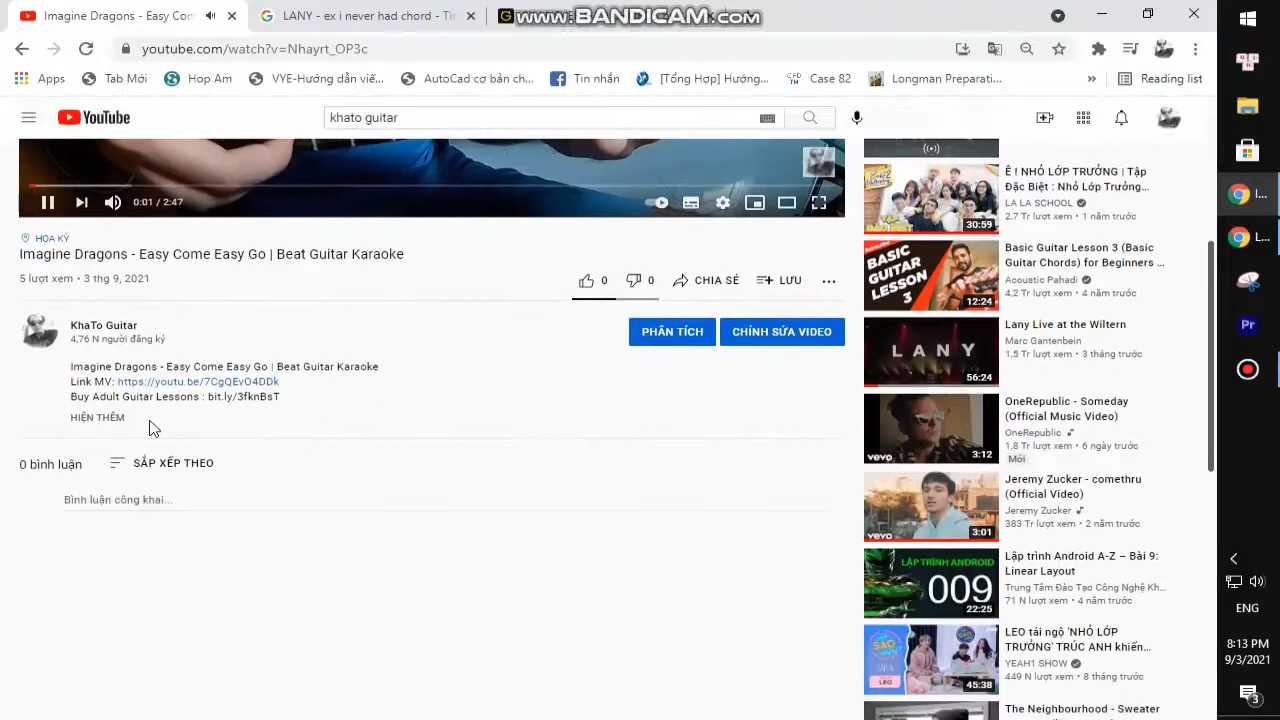 Imagine Dragons - Easy Com
LANY - ex i never had chord - Th
www.BANDICAM.com
youtube.com/watch?v=Nhayrt_OP3c
Apps
Tab Mới
Hop Am
VYE-Hướng dẫn viế...
AutoCad cơ bản ch...
Tin nhắn
[Tổng Hợp] Hướng...
Case 82
Longman Preparati...
»
Reading list
YouTube
khato guitar
0:01 / 2:47
HOA KỲ
Imagine Dragons - Easy Come Easy Go | Beat Guitar Karaoke
5 lượt xem • 3 thg 9, 2021
0
0
CHIA SẺ
LƯU
KhaTo Guitar
4,76 N người đăng ký
PHÂN TÍCH
CHỈNH SỬA VIDEO
Imagine Dragons - Easy Come Easy Go | Beat Guitar Karaoke
Link MV: https://youtu.be/7CgQEvO4DDk
Buy Adult Guitar Lessons : bit.ly/3fknBsT
HIỆN THÊM
0 bình luận
SẮP XẾP THEO
Bình luận công khai...
Ê ! NHỎ LỚP TRƯỞNG | Tập
Đặc Biệt : Nhỏ Lớp Trưởng...
LA LA SCHOOL
2,7 Tr lượt xem • 1 năm trước
30:59
BASIC
GUITAR
LESSON
3
12:24
Basic Guitar Lesson 3 (Basic
Guitar Chords) for Beginners ...
Acoustic Pahadi
4,2 Tr lượt xem • 4 năm trước
LANY
56:24
Lany Live at the Wiltern
Marc Gantenbein
1,5 Tr lượt xem • 3 tháng trước
vevo
3:12
OneRepublic - Someday
(Official Music Video)
OneRepublic
1,8 Tr lượt xem • 6 ngày trước
Mới
vevo
3:01
Jeremy Zucker - comethru
(Official Video)
Jeremy Zucker
383 Tr lượt xem • 2 năm trước
LẬP TRÌNH ANDROID
009
22:25
Lập trình Android A-Z – Bài 9:
Linear Layout
Trung Tâm Đào Tạo Công Nghệ Kh...
71 N lượt xem • 4 năm trước
SAO
LEO
45:38
LEO tái ngộ 'NHỎ LỚP
TRƯỞNG' TRÚC ANH khiến...
YEAH1 SHOW
449 N lượt xem • 8 tháng trước
The Neighbourhood - Sweater
I...
L...
Pr
ENG
8:13 PM
9/3/2021
3